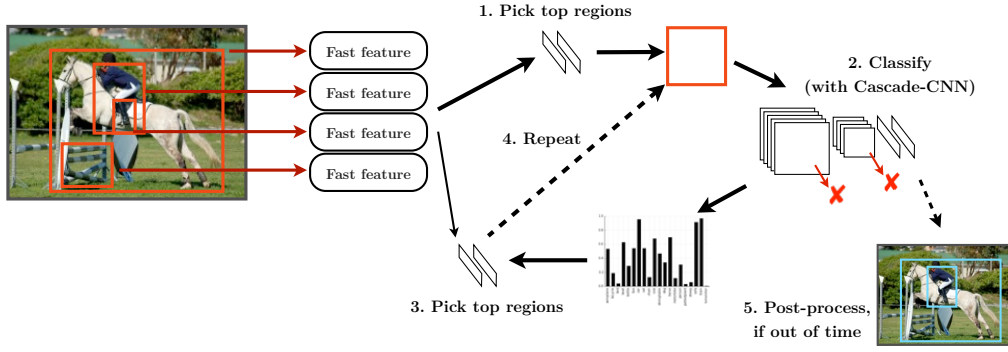 1. Pick top regions
Fast feature
Fast feature
Fast feature
Fast feature
2. Classify
(with Cascade-CNN)
4. Repeat
3. Pick top regions
5. Post-process,
if out of time